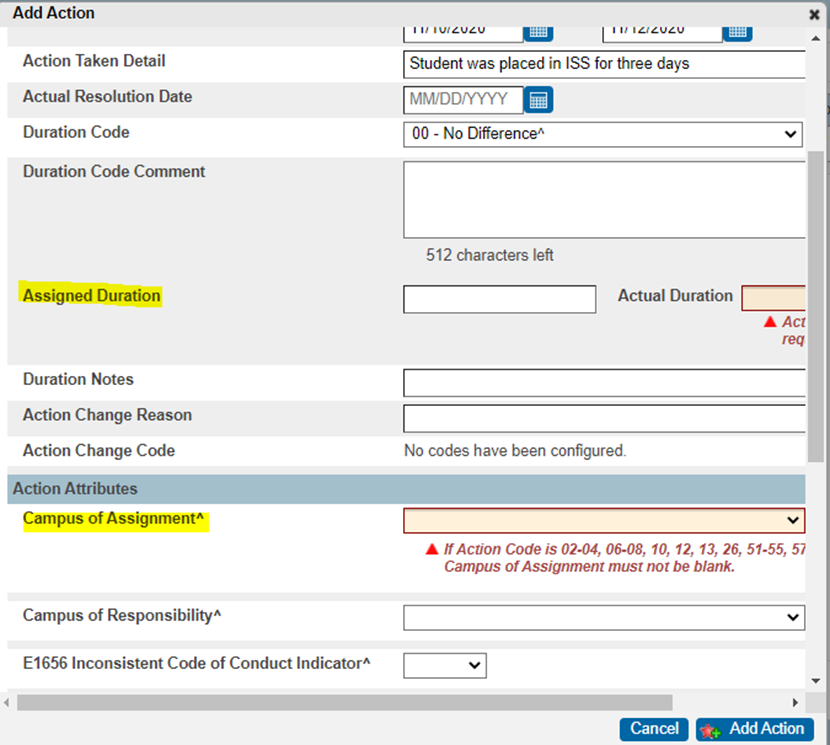 Add Action
11/10/2020 11/12/2020
Action Taken Detail Student was placed in ISS for three days
Actual Resolution Date MM/DD/YYYY
Duration Code 00 - No Difference^
Duration Code Comment
512 characters left
Assigned Duration Actual Duration
Act
req
Duration Notes
Action Change Reason
Action Change Code No codes have been configured.
Action Attributes
Campus of Assignment^
If Action Code is 02-04, 06-08, 10, 12, 13, 26, 51-55, 57
Campus of Assignment must not be blank.
Campus of Responsibility^
E1656 Inconsistent Code of Conduct Indicator^
Cancel Add Action